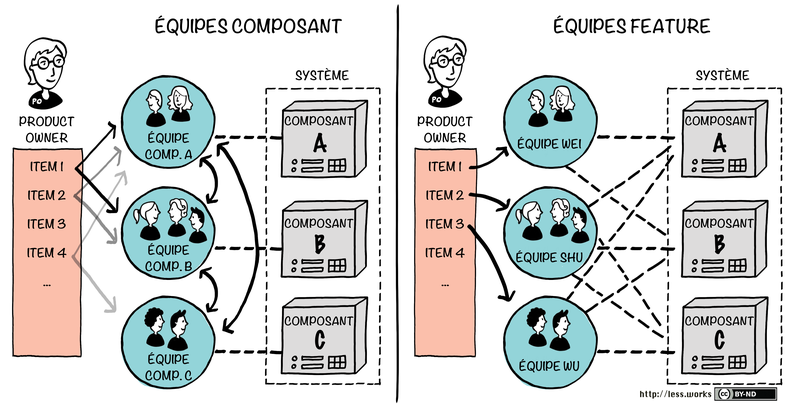 ÉQUIPES COMPOSANT
PO
PRODUCT
OWNER
ITEM 1
ITEM 2
ITEM 3
ITEM 4
...
ÉQUIPE
COMP. A
ÉQUIPE
COMP. B
ÉQUIPE
COMP. C
SYSTÈME
COMPOSANT
A
COMPOSANT
B
COMPOSANT
C
ÉQUIPES FEATURE
PO
PRODUCT
OWNER
ITEM 1
ITEM 2
ITEM 3
ITEM 4
...
ÉQUIPE WEI
ÉQUIPE SHU
ÉQUIPE WU
SYSTÈME
COMPOSANT
A
COMPOSANT
B
COMPOSANT
C
http://less.works cc BY-ND